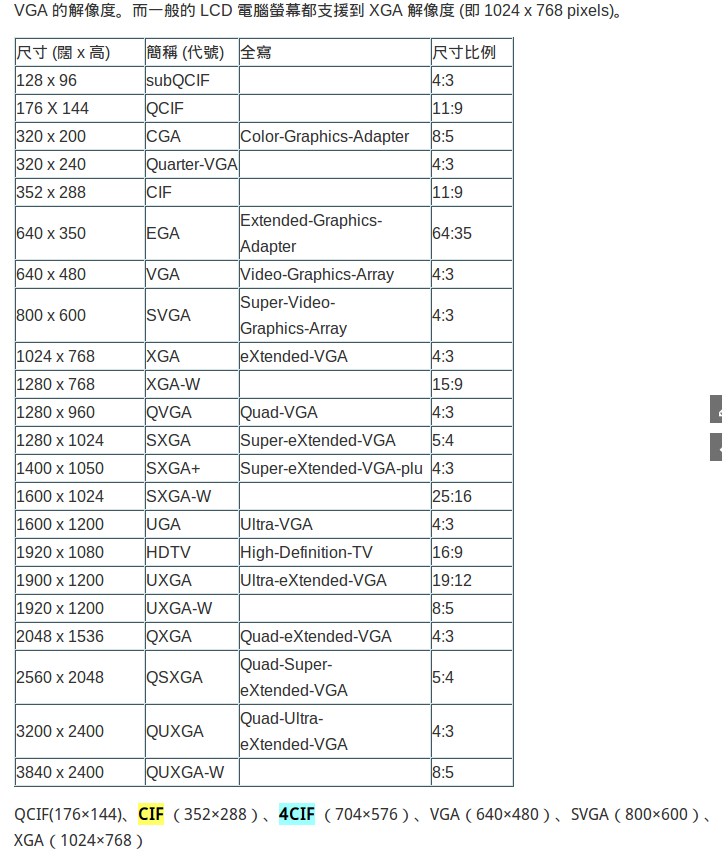 VGA 的解像度。而一般的 LCD 電腦螢幕都支援到 XGA 解像度 (即 1024 x 768 pixels)。
尺寸 (闊 x 高) 簡稱 (代號) 全寫 尺寸比例
128 x 96 subQCIF 4:3
176 X 144 QCIF 11:9
320 x 200 CGA Color-Graphics-Adapter 8:5
320 x 240 Quarter-VGA 4:3
352 x 288 CIF 11:9
640 x 350 EGA Extended-Graphics-
Adapter 64:35
640 x 480 VGA Video-Graphics-Array 4:3
800 x 600 SVGA Super-Video-
Graphics-Array 4:3
1024 x 768 XGA eXtended-VGA 4:3
1280 x 768 XGA-W 15:9
1280 x 960 QVGA Quad-VGA 4:3
1280 x 1024 SXGA Super-eXtended-VGA 5:4
1400 x 1050 SXGA+ Super-eXtended-VGA-plu 4:3
1600 x 1024 SXGA-W 25:16
1600 x 1200 UGA Ultra-VGA 4:3
1920 x 1080 HDTV High-Definition-TV 16:9
1900 x 1200 UXGA Ultra-eXtended-VGA 19:12
1920 x 1200 UXGA-W 8:5
2048 x 1536 QXGA Quad-eXtended-VGA 4:3
2560 x 2048 QSXGA Quad-Super-
eXtended-VGA 5:4
3200 x 2400 QUXGA Quad-Ultra-
eXtended-VGA 4:3
3840 x 2400 QUXGA-W 8:5
QCIF(176×144)、CIF（352×288）、4CIF（704×576）、VGA（640×480）、SVGA（800×600）、
XGA（1024×768）